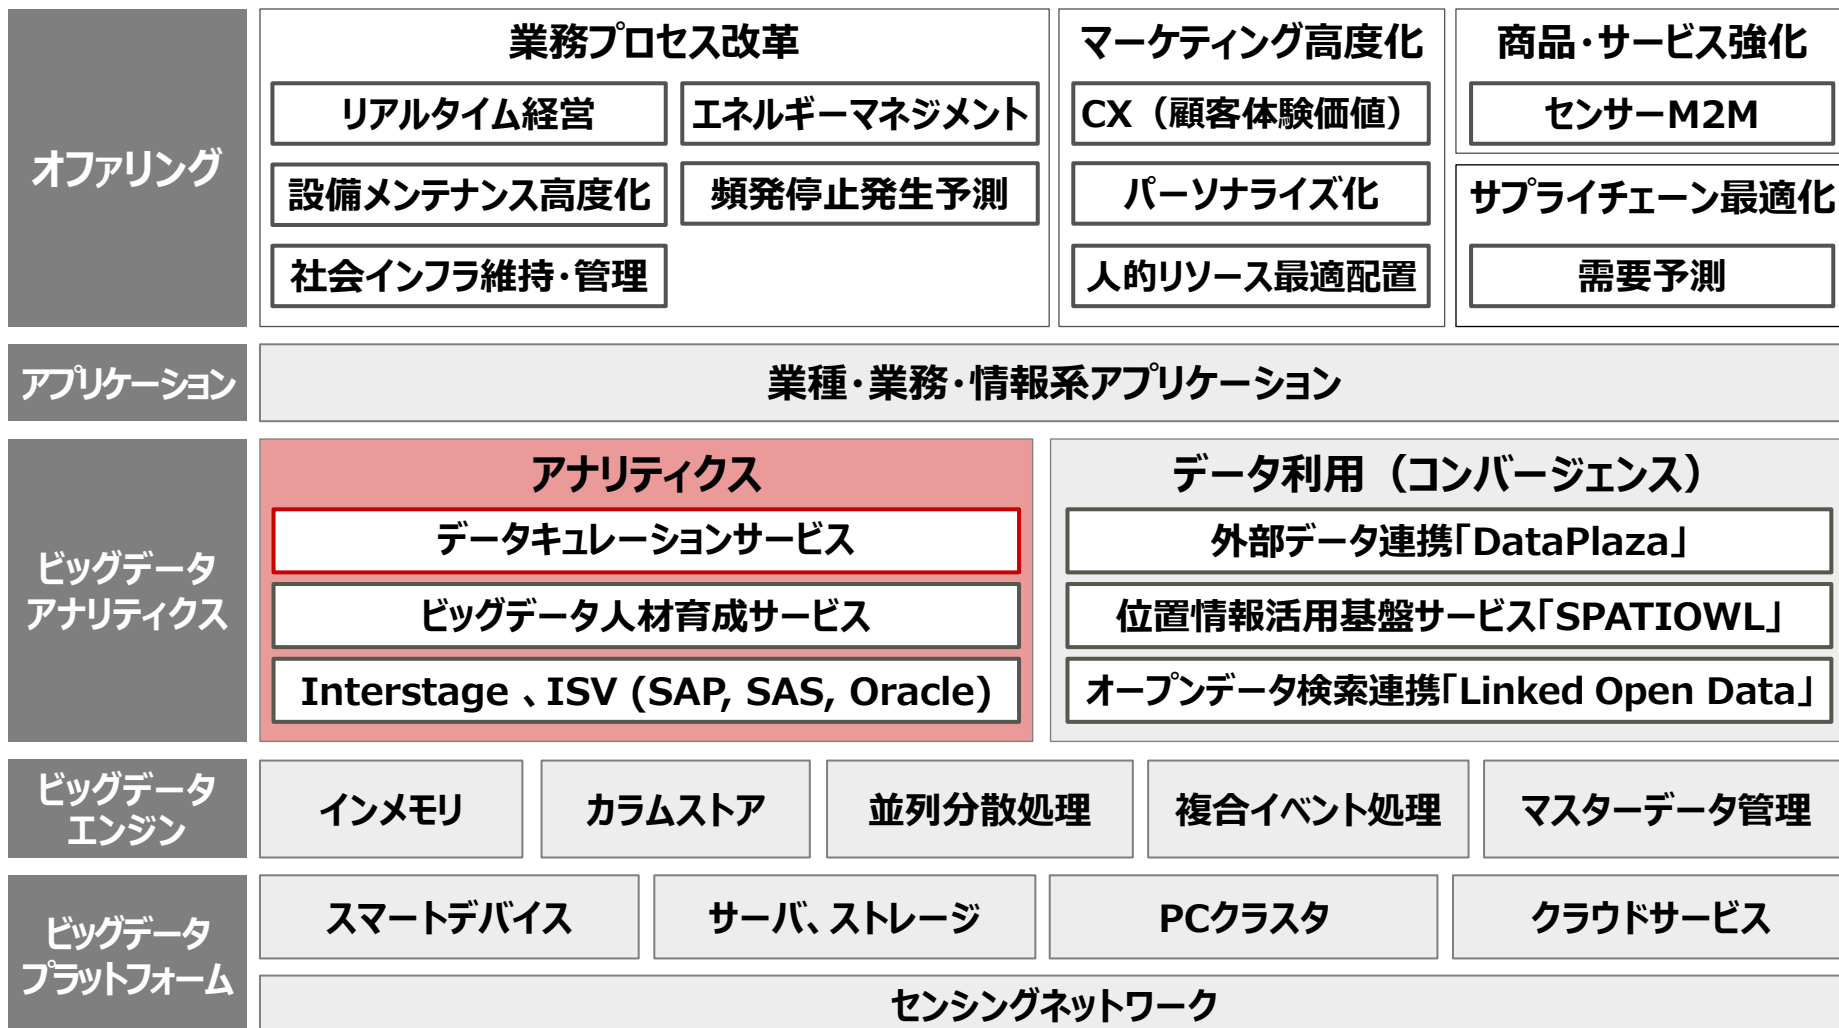 オファリング
業務プロセス改革
リアルタイム経営
エネルギーマネジメント
設備メンテナンス高度化
頻発停止発生予測
社会インフラ維持・管理
マーケティング高度化
CX（顧客体験価値）
パーソナライズ化
人的リソース最適配置
商品・サービス強化
センサーM2M
サプライチェーン最適化
需要予測
アプリケーション
業種・業務・情報系アプリケーション
ビッグデータ
アナリティクス
アナリティクス
データキュレーションサービス
ビッグデータ人材育成サービス
Interstage 、ISV (SAP, SAS, Oracle)
データ利用（コンバージェンス）
外部データ連携「DataPlaza」
位置情報活用基盤サービス「SPATIOWL」
オープンデータ検索連携「Linked Open Data」
ビッグデータ
エンジン
インメモリ
カラムストア
並列分散処理
複合イベント処理
マスターデータ管理
ビッグデータ
プラットフォーム
スマートデバイス
サーバ、ストレージ
PCクラスタ
クラウドサービス
センシングネットワーク